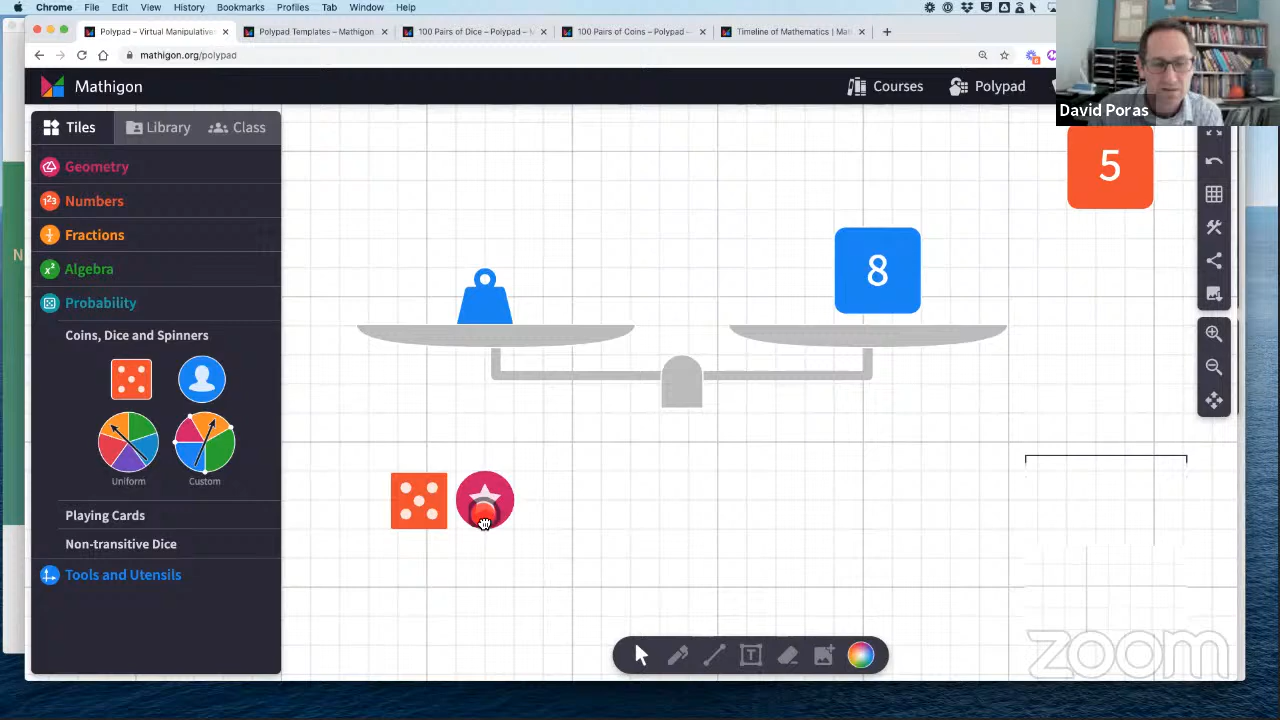 Chrome File Edit View History Bookmarks Profiles Tab Window Help
Polypad – Virtual Manipulative
Polypad Templates – Mathigon
100 Pairs of Dice – Polypad –
100 Pairs of Coins – Polypad –
Timeline of Mathematics | Mat
mathigon.org/polypad
Mathigon
Courses
Polypad
David Poras
Tiles
Library
Class
Geometry
Numbers
Fractions
Algebra
Probability
Coins, Dice and Spinners
Uniform
Custom
Playing Cards
Non-transitive Dice
Tools and Utensils
N
8
5
T
zoom